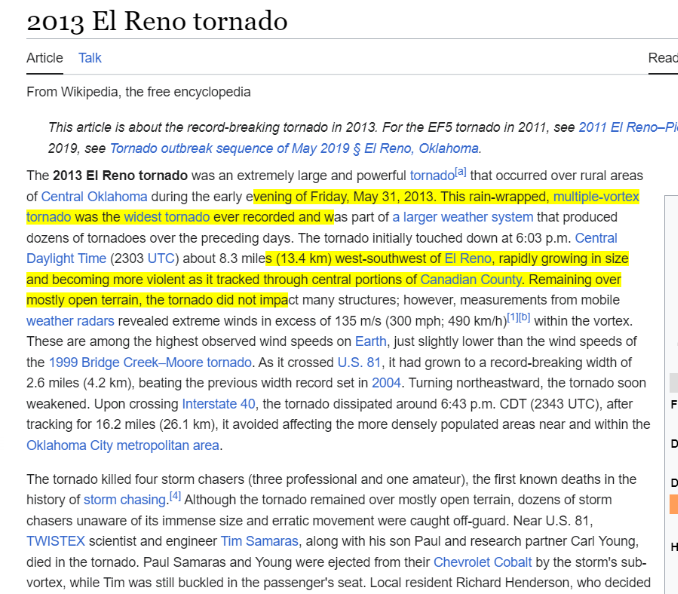 2013 El Reno tornado
Article Talk Read
From Wikipedia, the free encyclopedia
This article is about the record-breaking tornado in 2013. For the EF5 tornado in 2011, see 2011 El Reno–Pi
2019, see Tornado outbreak sequence of May 2019 § El Reno, Oklahoma.
The 2013 El Reno tornado was an extremely large and powerful tornado[a] that occurred over rural areas
of Central Oklahoma during the early evening of Friday, May 31, 2013. This rain-wrapped, multiple-vortex
tornado was the widest tornado ever recorded and was part of a larger weather system that produced
dozens of tornadoes over the preceding days. The tornado initially touched down at 6:03 p.m. Central
Daylight Time (2303 UTC) about 8.3 miles (13.4 km) west-southwest of El Reno, rapidly growing in size
and becoming more violent as it tracked through central portions of Canadian County. Remaining over
mostly open terrain, the tornado did not impact many structures; however, measurements from mobile
weather radars revealed extreme winds in excess of 135 m/s (300 mph; 490 km/h)[1][b] within the vortex.
These are among the highest observed wind speeds on Earth, just slightly lower than the wind speeds of
the 1999 Bridge Creek–Moore tornado. As it crossed U.S. 81, it had grown to a record-breaking width of
2.6 miles (4.2 km), beating the previous width record set in 2004. Turning northeastward, the tornado soon
weakened. Upon crossing Interstate 40, the tornado dissipated around 6:43 p.m. CDT (2343 UTC), after
tracking for 16.2 miles (26.1 km), it avoided affecting the more densely populated areas near and within the
Oklahoma City metropolitan area.
The tornado killed four storm chasers (three professional and one amateur), the first known deaths in the
history of storm chasing.[4] Although the tornado remained over mostly open terrain, dozens of storm
chasers unaware of its immense size and erratic movement were caught off-guard. Near U.S. 81,
TWISTEX scientist and engineer Tim Samaras, along with his son Paul and research partner Carl Young,
died in the tornado. Paul Samaras and Young were ejected from their Chevrolet Cobalt by the storm's sub-
vortex, while Tim was still buckled in the passenger's seat. Local resident Richard Henderson, who decided
F
D
D
H